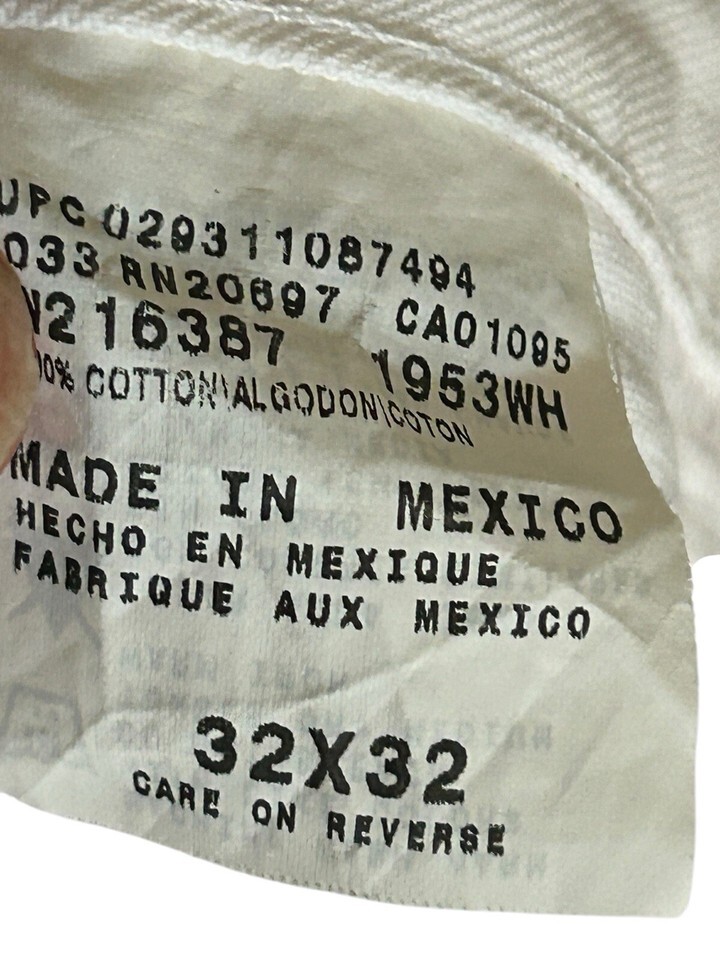 UPC 029311087494
033 RN20697 CA01095
N216387 1953WH
00% COTTON\ALGODON\COTON
MADE IN MEXICO
HECHO EN MEXIQUE
FABRIQUE AUX MEXICO
32X32
CARE ON REVERSE